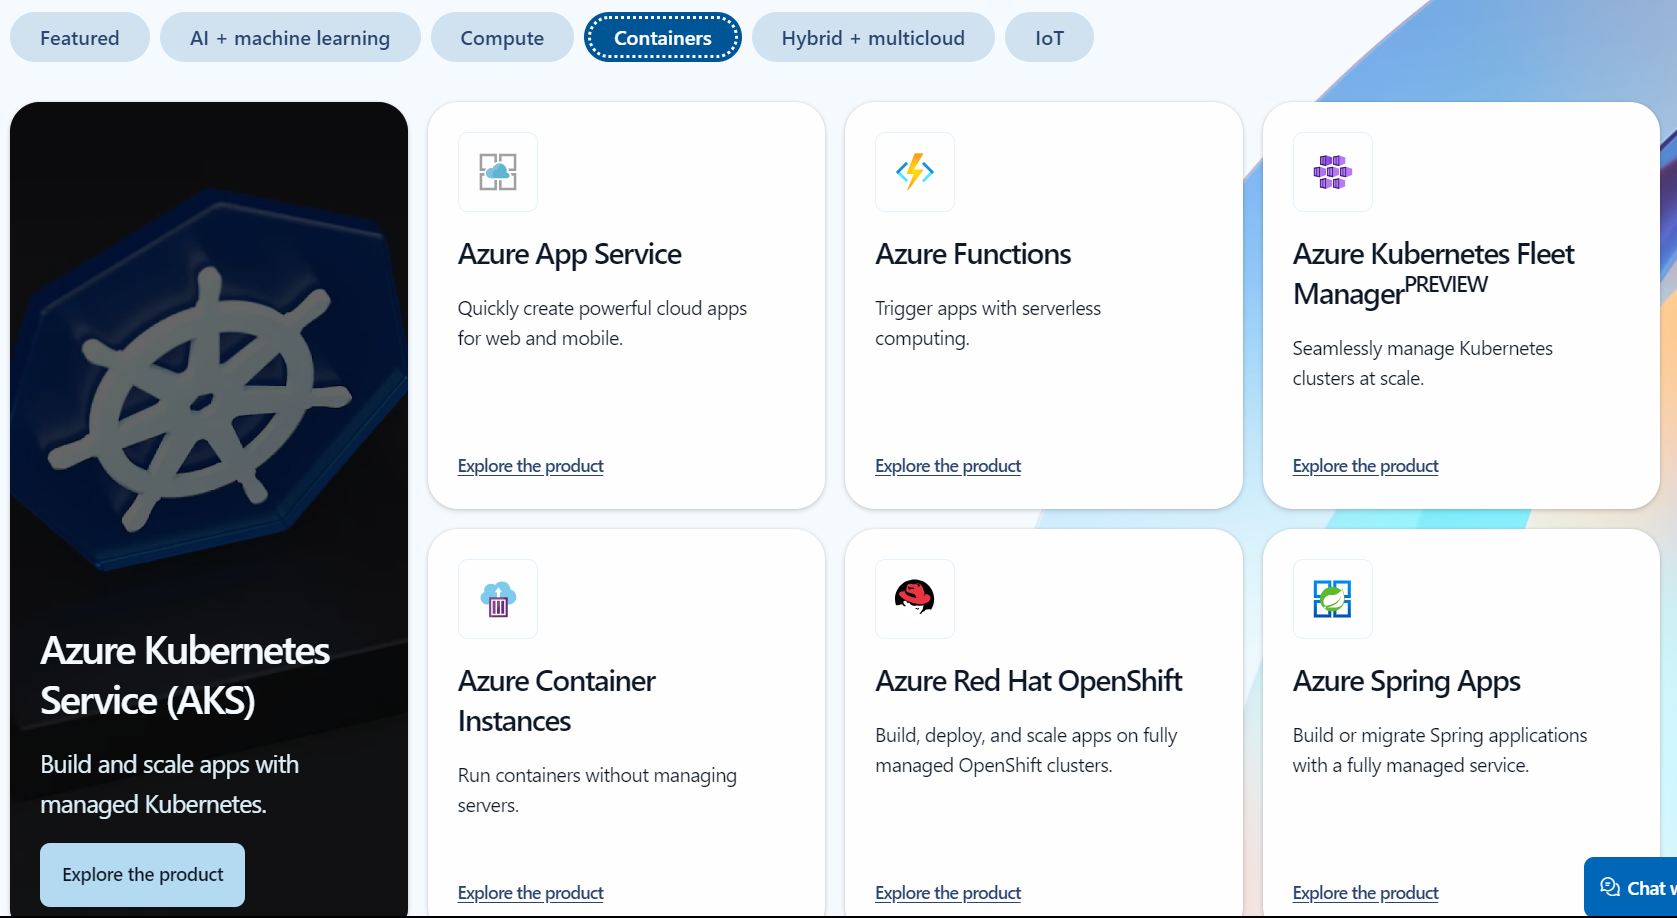 Featured
AI + machine learning
Compute
Containers
Hybrid + multicloud
IoT
Azure Kubernetes
Service (AKS)
Build and scale apps with
managed Kubernetes.
Explore the product
Azure App Service
Quickly create powerful cloud apps
for web and mobile.
Explore the product
Azure Functions
Trigger apps with serverless
computing.
Explore the product
Azure Kubernetes Fleet
ManagerPREVIEW
Seamlessly manage Kubernetes
clusters at scale.
Explore the product
Azure Container
Instances
Run containers without managing
servers.
Explore the product
Azure Red Hat OpenShift
Build, deploy, and scale apps on fully
managed OpenShift clusters.
Explore the product
Azure Spring Apps
Build or migrate Spring applications
with a fully managed service.
Explore the product
Chat